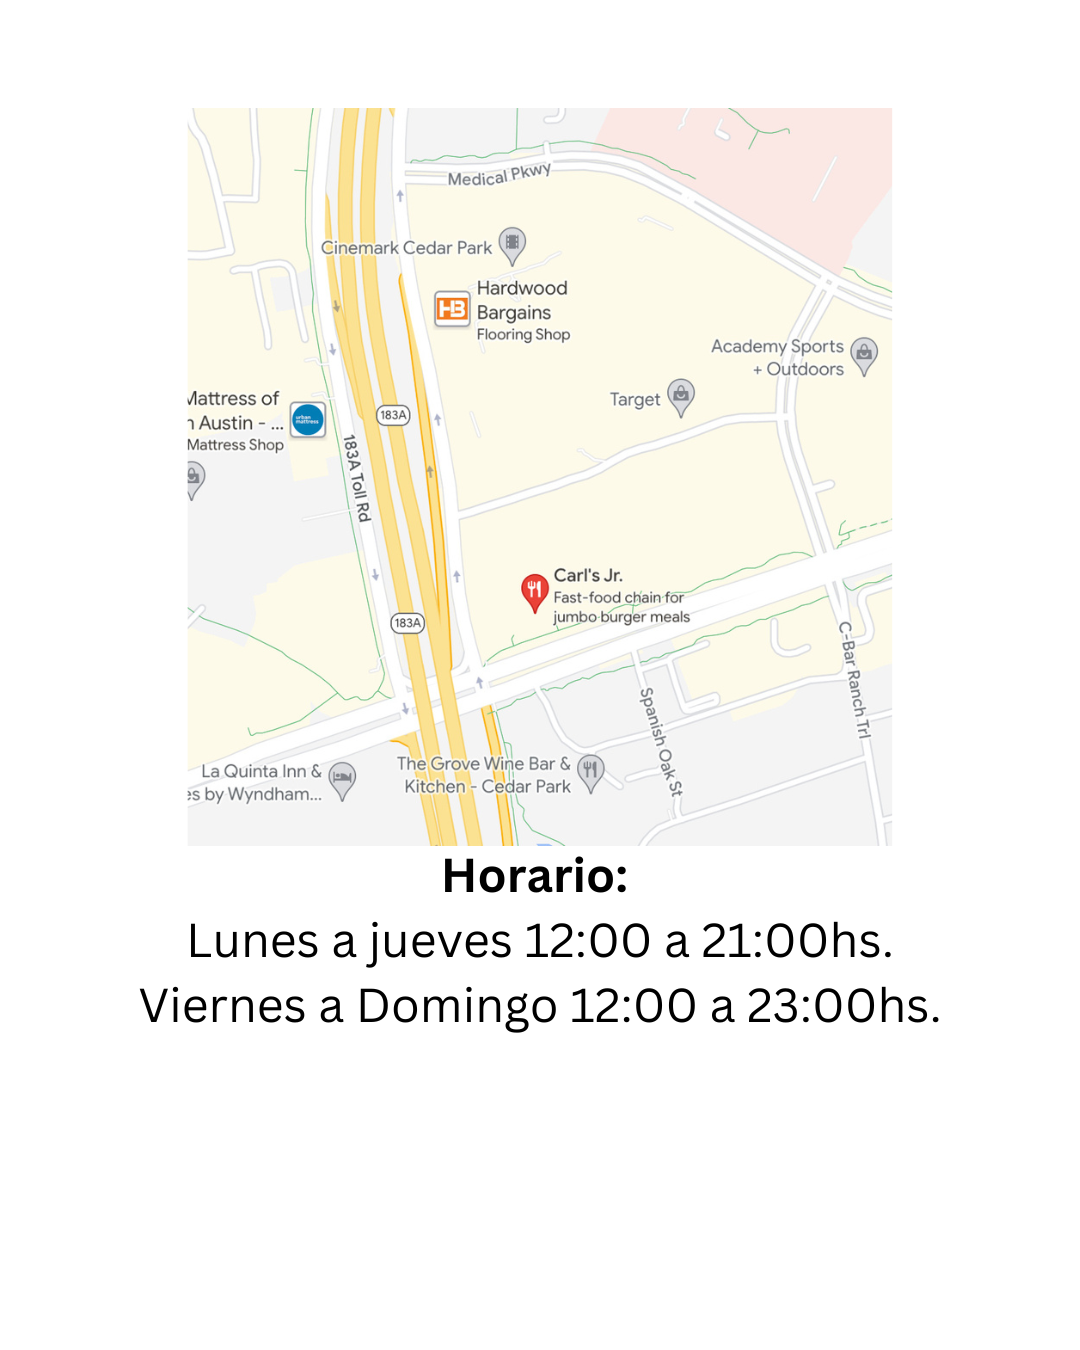 Medical Pkwy
Cinemark Cedar Park
Hardwood
Bargains
Flooring Shop
HB
Academy Sports
+ Outdoors
Target
Mattress of
n Austin - ...
Mattress Shop
urban
mattress
183A
183A Toll Rd
Carl's Jr.
Fast-food chain for
jumbo burger meals
183A
C-Bar Ranch Trl
Spanish Oak St
The Grove Wine Bar &
Kitchen - Cedar Park
La Quinta Inn &
es by Wyndham...
Horario:
Lunes a jueves 12:00 a 21:00hs.
Viernes a Domingo 12:00 a 23:00hs.